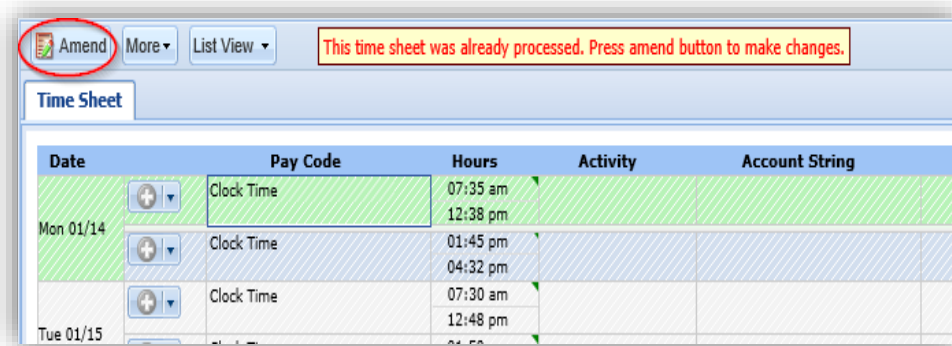 Amend More List View This time sheet was already processed. Press amend button to make changes.
Time Sheet
Date Pay Code Hours Activity Account String
Clock Time 07:35 am
12:38 pm
Mon 01/14
Clock Time 01:45 pm
04:32 pm
Clock Time 07:30 am
12:48 pm
Tue 01/15